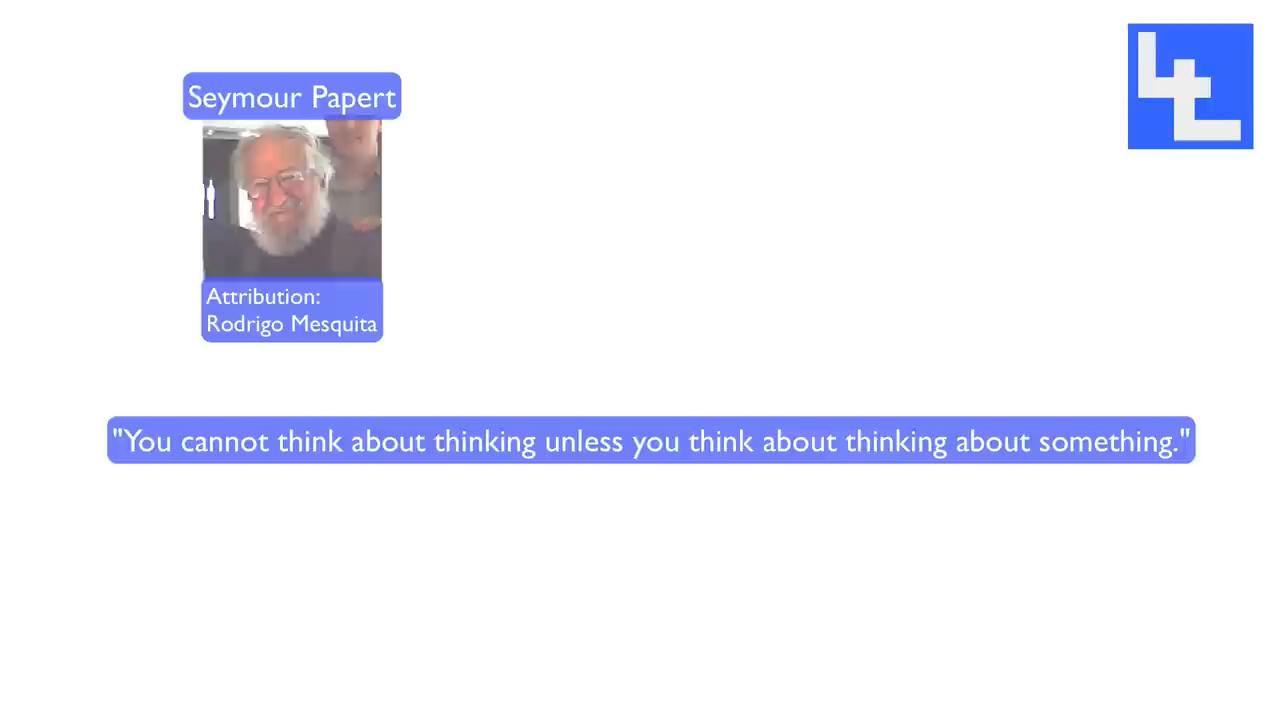 Seymour Papert
Attribution:
Rodrigo Mesquita
"You cannot think about thinking unless you think about thinking about something."